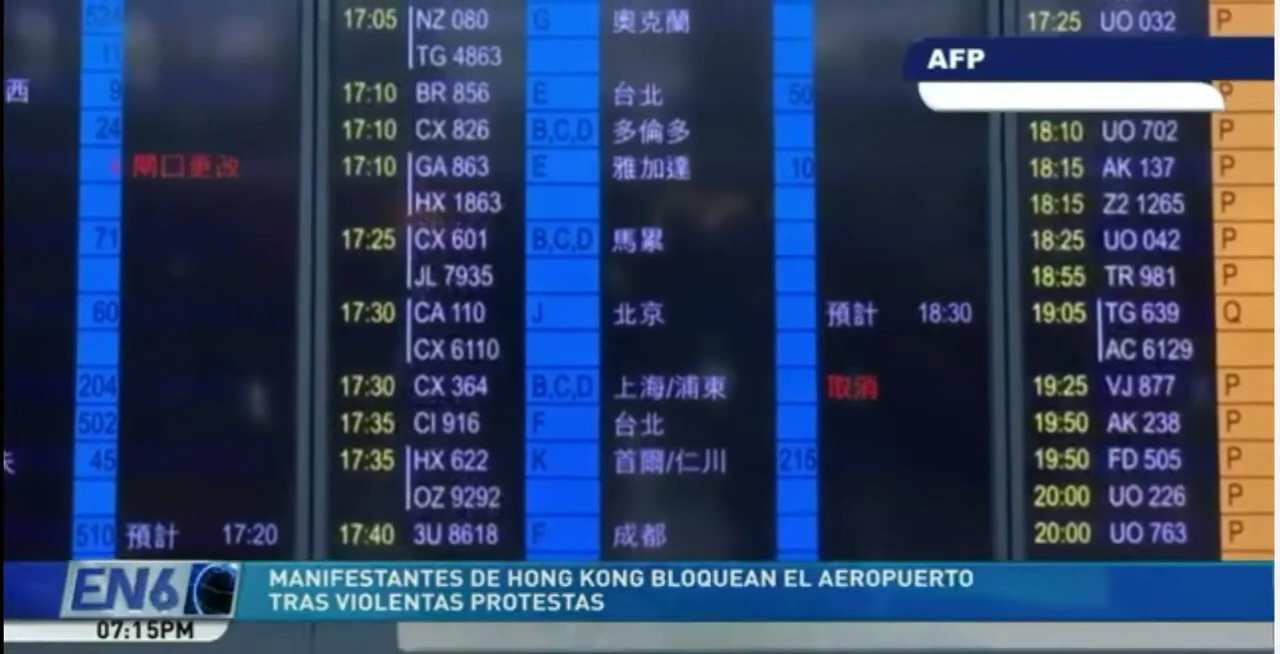 524
17:05 NZ 080 G 奧克蘭
17:25 UO 032 P
11
TG 4863
AFP
西 9
17:10 BR 856 E 台北 50
P
24
17:10 CX 826 B,C,D 多倫多
18:10 UO 702 P
閘口更改
17:10 GA 863 E 雅加達 10
18:15 AK 137 P
HX 1863
18:15 Z2 1265 P
71
17:25 CX 601 B,C,D 馬累
18:25 UO 042 P
JL 7935
18:55 TR 981 P
60
17:30 CA 110 J 北京 預計 18:30
19:05 TG 639 Q
CX 6110
AC 6129
204
17:30 CX 364 B,C,D 上海/浦東 取消
19:25 VJ 877 P
502
17:35 CI 916 F 台北
19:50 AK 238 P
45
17:35 HX 622 K 首爾/仁川 215
19:50 FD 505 P
OZ 9292
20:00 UO 226 P
510 預計 17:20
17:40 3U 8618 F 成都
20:00 UO 763 P
EN6
MANIFESTANTES DE HONG KONG BLOQUEAN EL AEROPUERTO
TRAS VIOLENTAS PROTESTAS
07:15PM